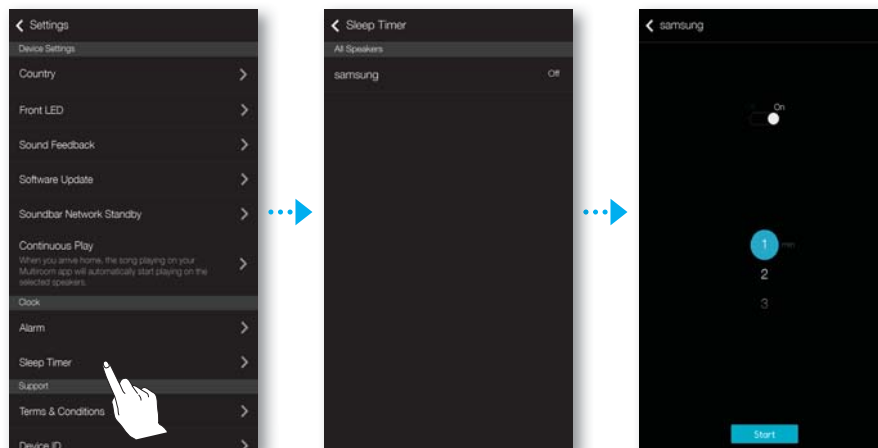 Settings
Device Settings
Country
Front LED
Sound Feedback
Software Update
Soundbar Network Standby
Continuous Play
When you arrive home, the song playing on your
Multiroom app will automatically start playing on the
selected speakers.
Clock
Alarm
Sleep Timer
Support
Terms & Conditions
Device ID
Sleep Timer
All Speakers
samsung Off
samsung
On
1 min
2
3
Start